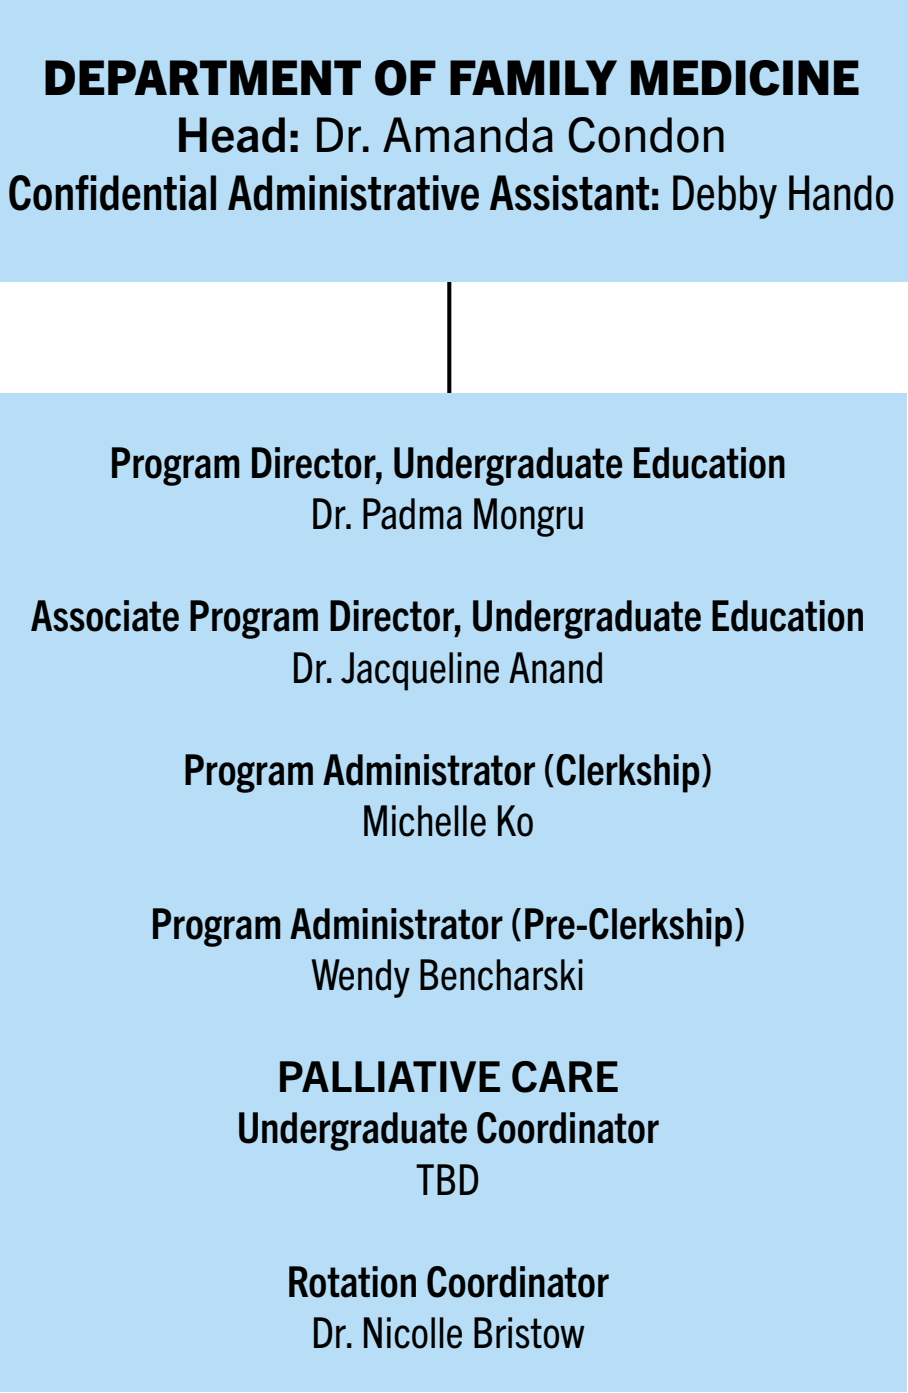 DEPARTMENT OF FAMILY MEDICINE
Head: Dr. Amanda Condon
Confidential Administrative Assistant: Debby Hando
Program Director, Undergraduate Education
Dr. Padma Mongru
Associate Program Director, Undergraduate Education
Dr. Jacqueline Anand
Program Administrator (Clerkship)
Michelle Ko
Program Administrator (Pre-Clerkship)
Wendy Bencharski
PALLIATIVE CARE
Undergraduate Coordinator
TBD
Rotation Coordinator
Dr. Nicolle Bristow